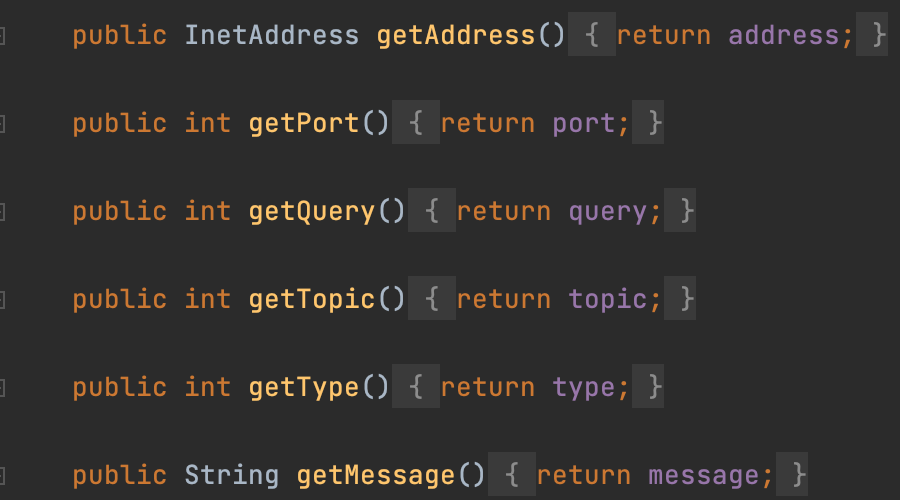 public InetAddress getAddress() { return address; }
public int getPort() { return port; }
public int getQuery() { return query; }
public int getTopic() { return topic; }
public int getType() { return type; }
public String getMessage() { return message; }